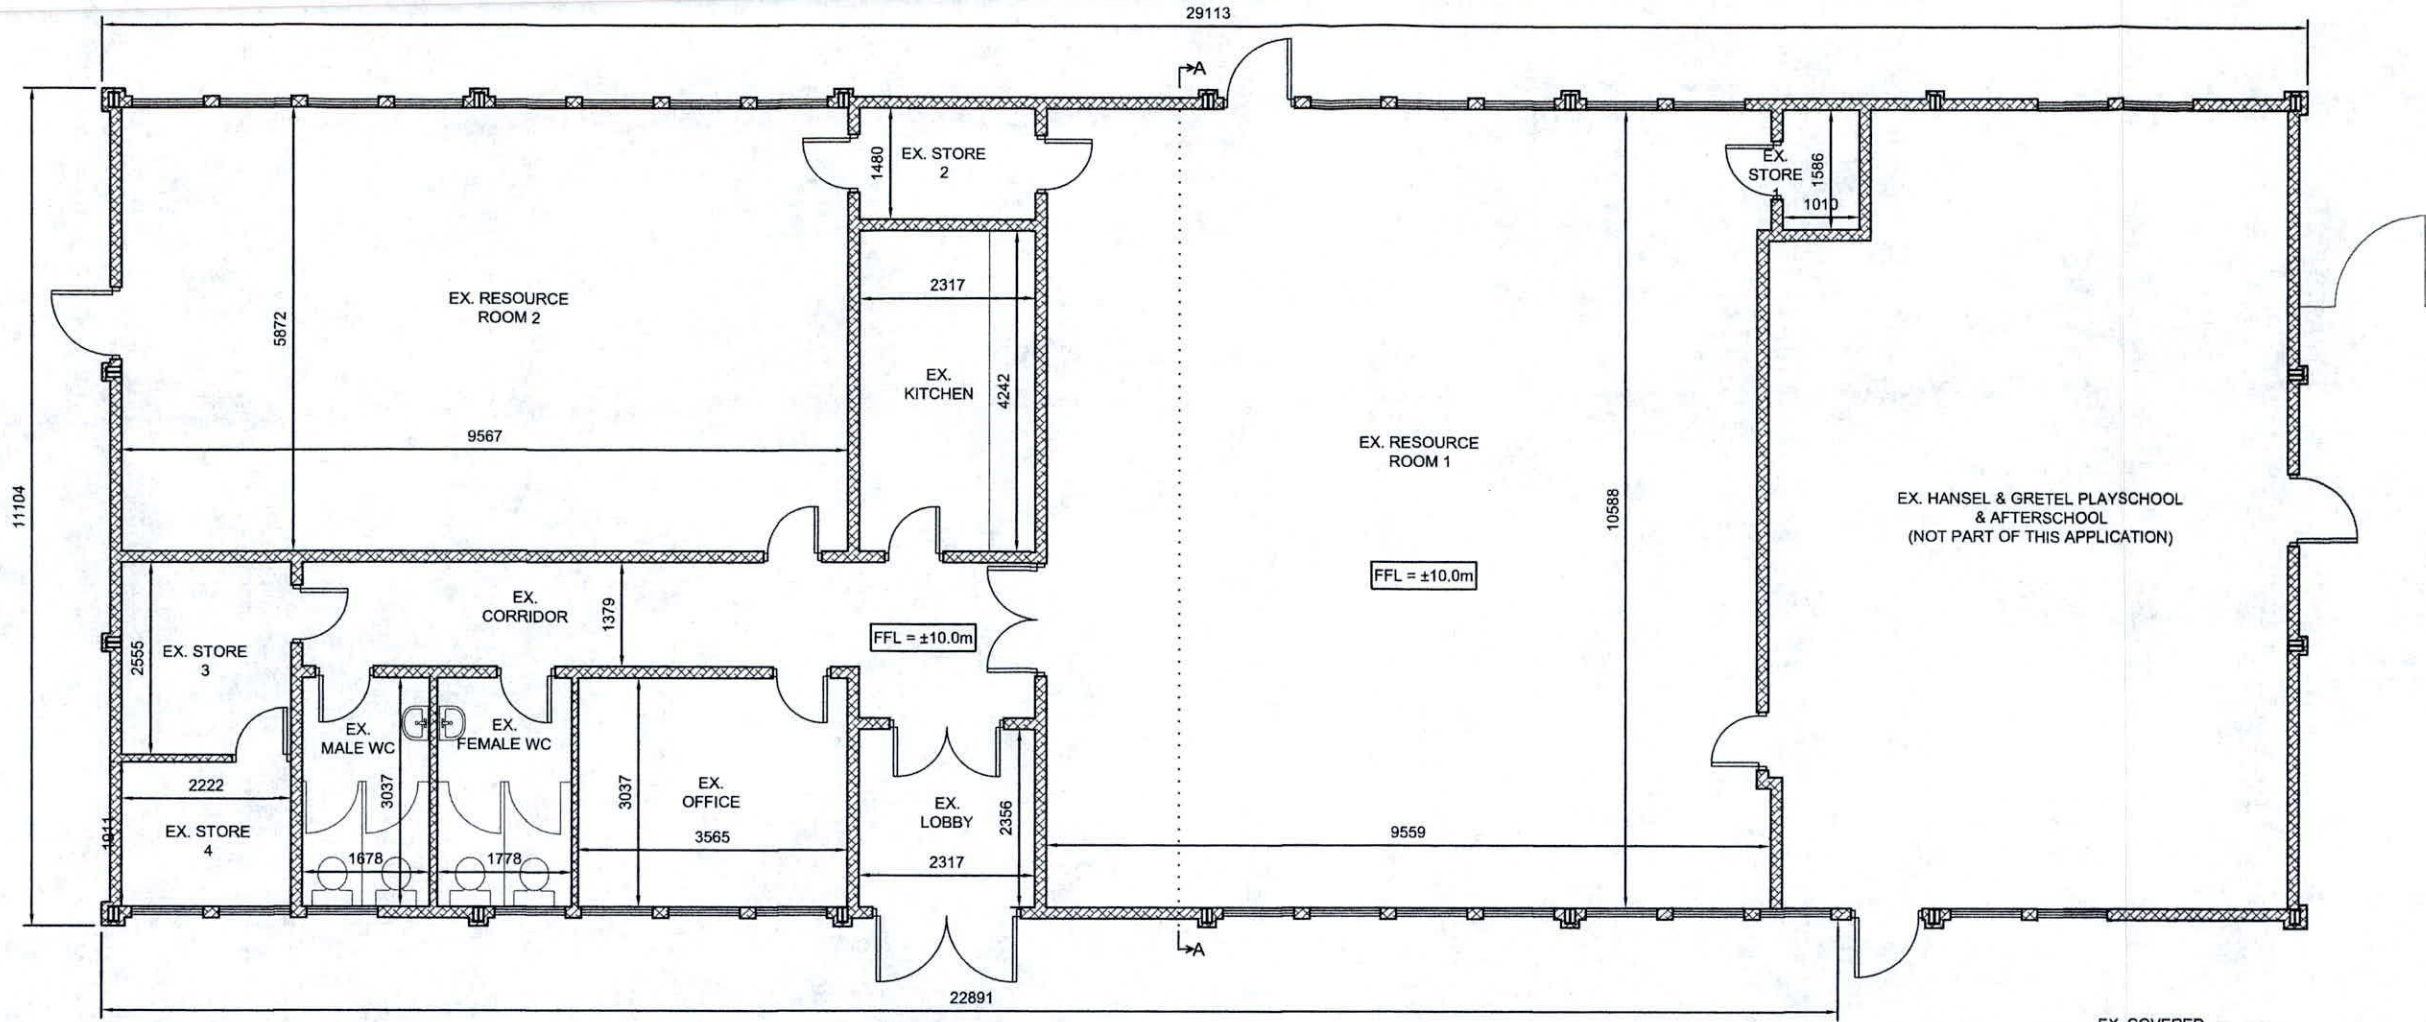 29113
A
EX. STORE
2
1480
EX.
STORE
1
1586
1010
EX. RESOURCE
ROOM 2
5872
9567
2317
EX.
KITCHEN
4242
EX. RESOURCE
ROOM 1
10588
FFL = ±10.0m
EX. HANSEL & GRETEL PLAYSCHOOL
& AFTERSCHOOL
(NOT PART OF THIS APPLICATION)
11104
EX.
CORRIDOR
1379
FFL = ±10.0m
2555
EX. STORE
3
EX.
MALE WC
EX.
FEMALE WC
2222
3037
3037
EX.
OFFICE
3565
EX.
LOBBY
2356
2317
9559
1911
EX. STORE
4
1678
1778
A
22891
EX. COVERED